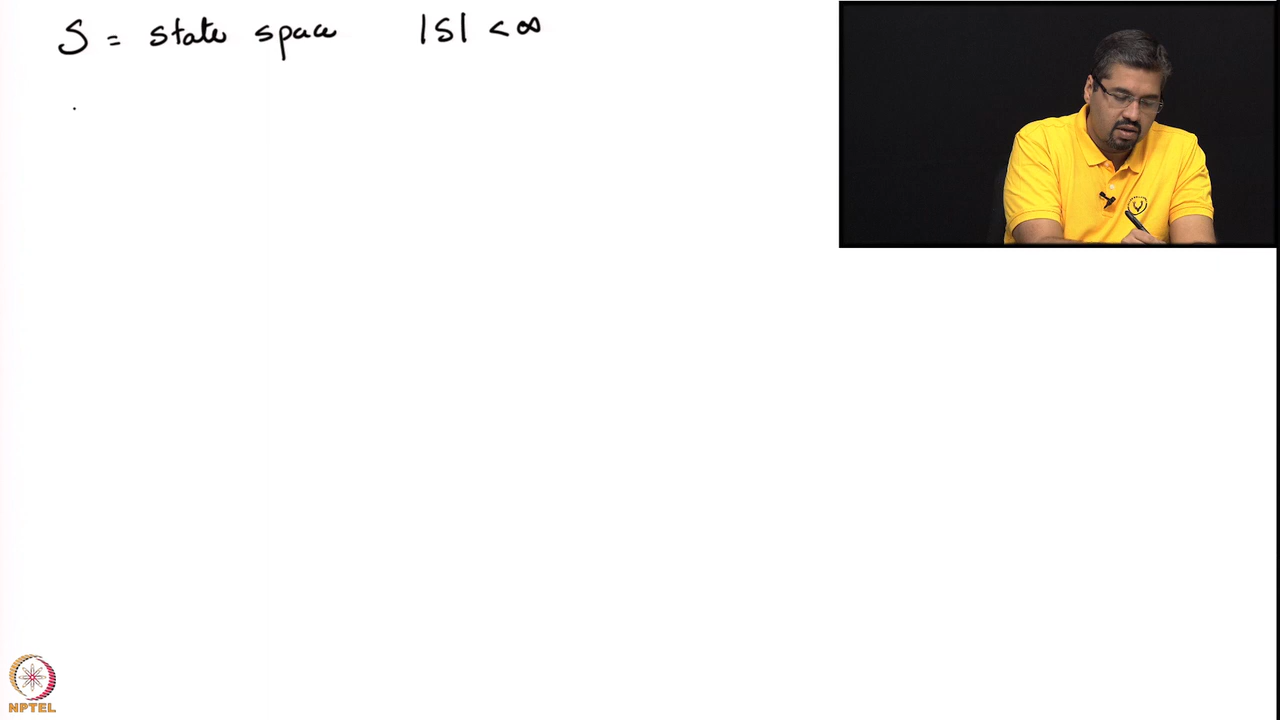 S = state space |S| < ∞
NPTEL